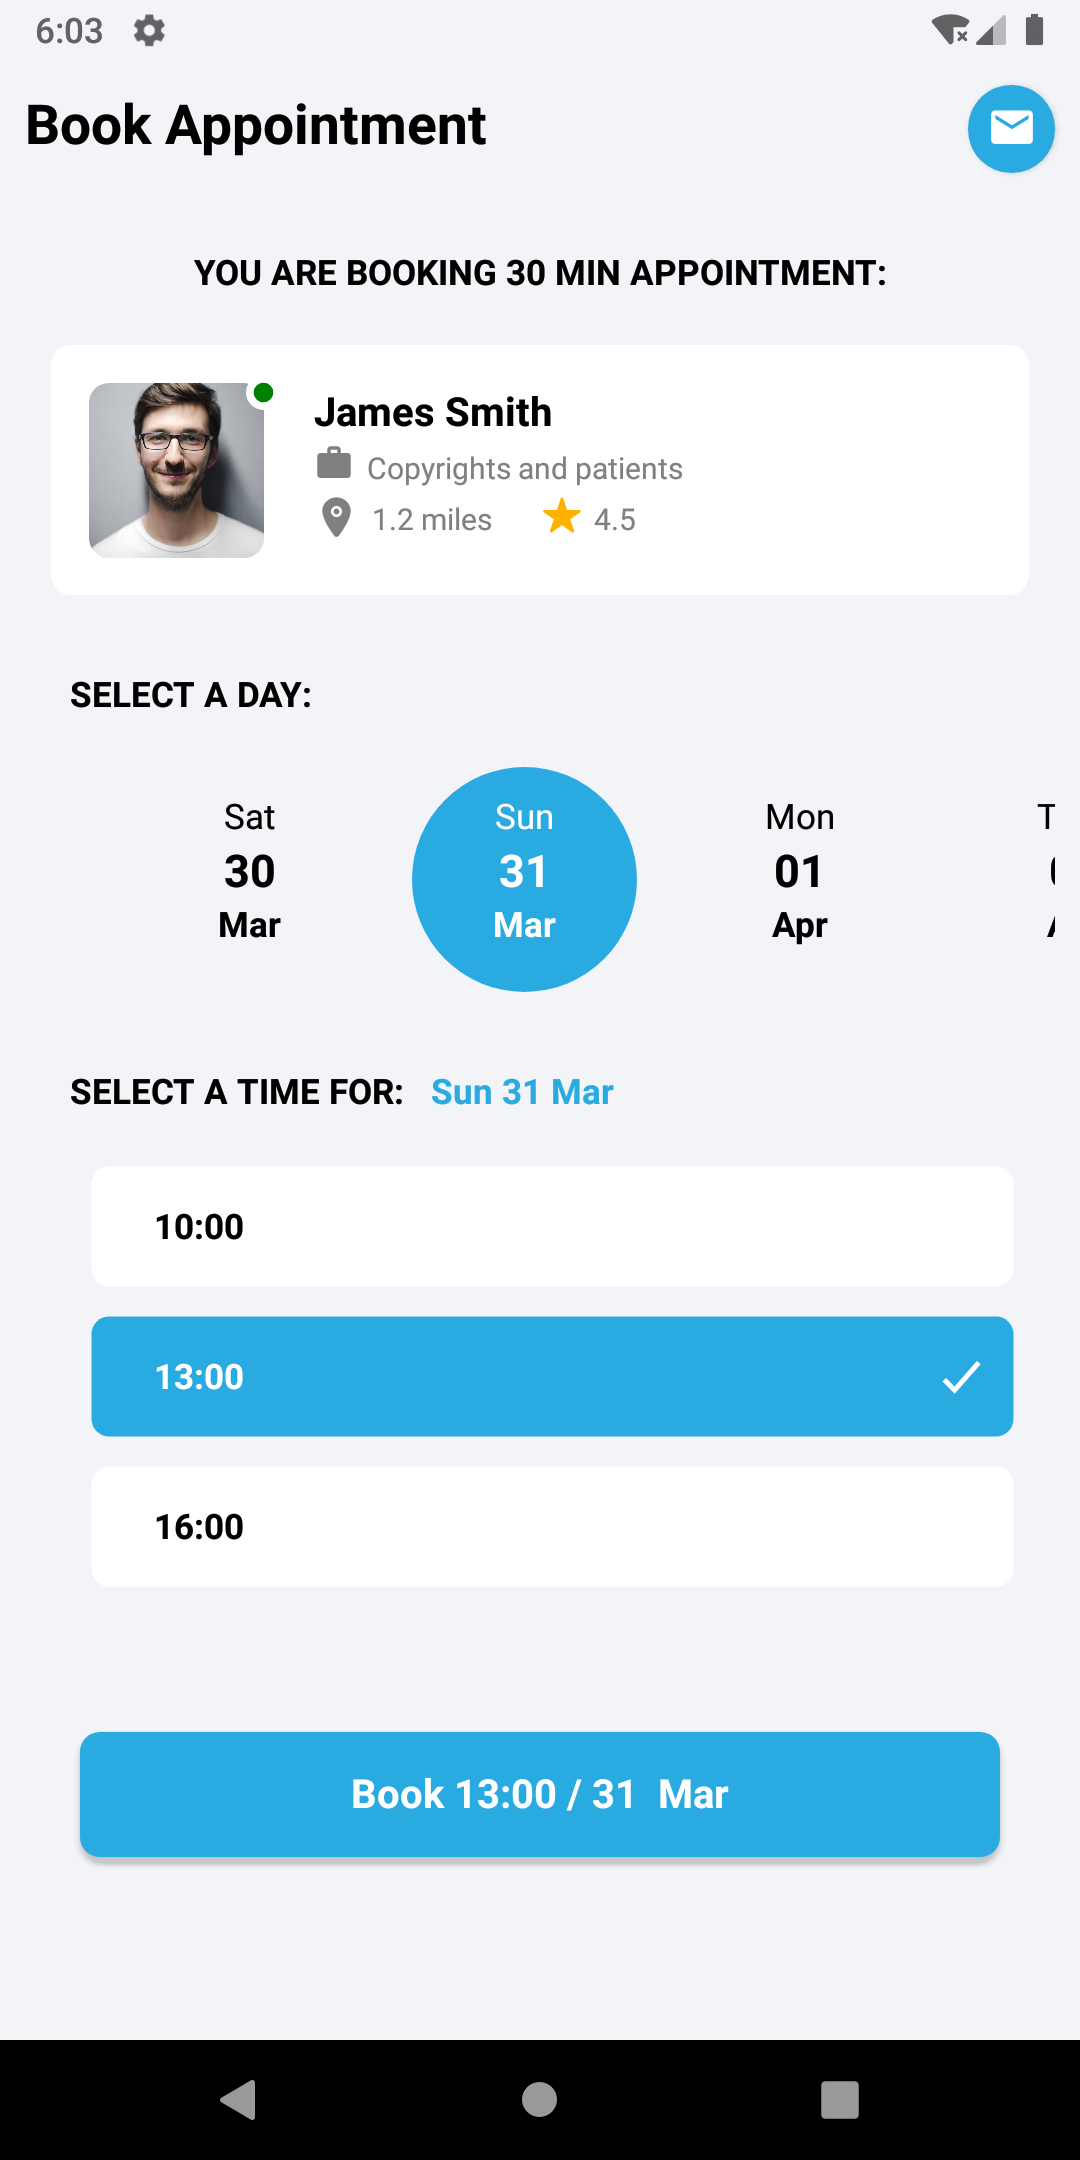 6:03
Book Appointment
YOU ARE BOOKING 30 MIN APPOINTMENT:
James Smith
Copyrights and patients
1.2 miles 4.5
SELECT A DAY:
Sat Sun Mon
30 31 01
Mar Mar Apr
SELECT A TIME FOR: Sun 31 Mar
10:00
13:00
16:00
Book 13:00 / 31 Mar